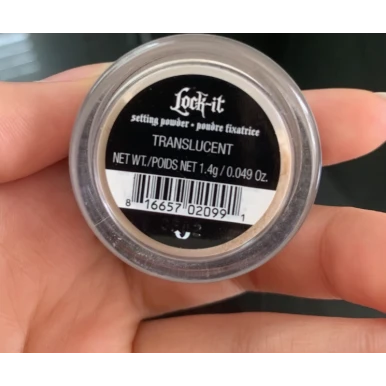 Lock-it
setting powder • poudre fixatrice
TRANSLUCENT
NET WT./POIDS NET 1.4g / 0.049 Oz.
8 16657 02099 1